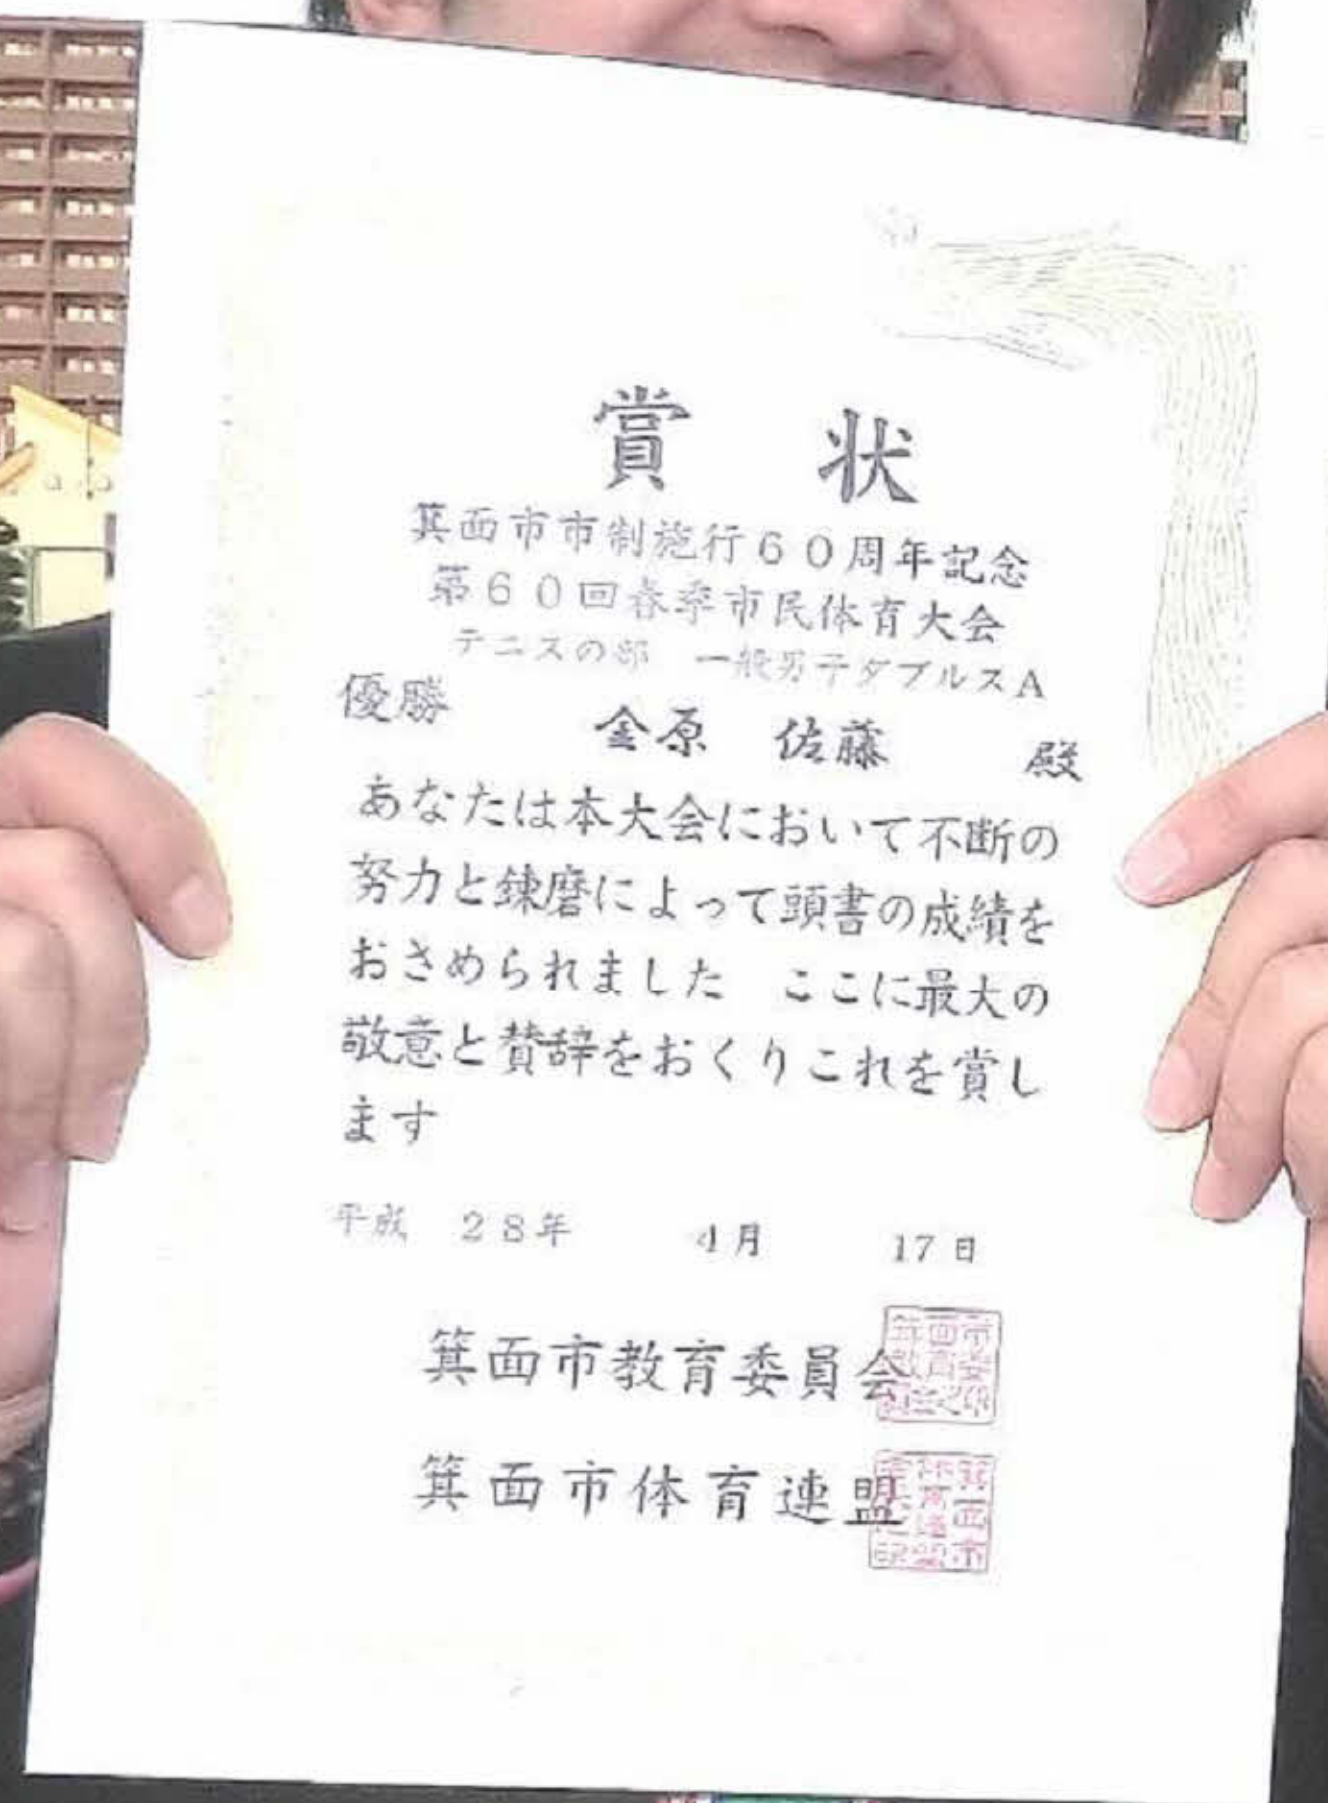 賞 状
箕面市市制施行60周年記念
第60回春季市民体育大会
テニスの部 一般男子ダブルスA
優勝 金原 佐藤 殿
あなたは本大会において不断の
努力と錬磨によって頭書の成績を
おさめられました ここに最大の
敬意と賛辞をおくりこれを賞し
ます
平成 28年 4月 17日
箕面市教育委員会
箕面市体育連盟